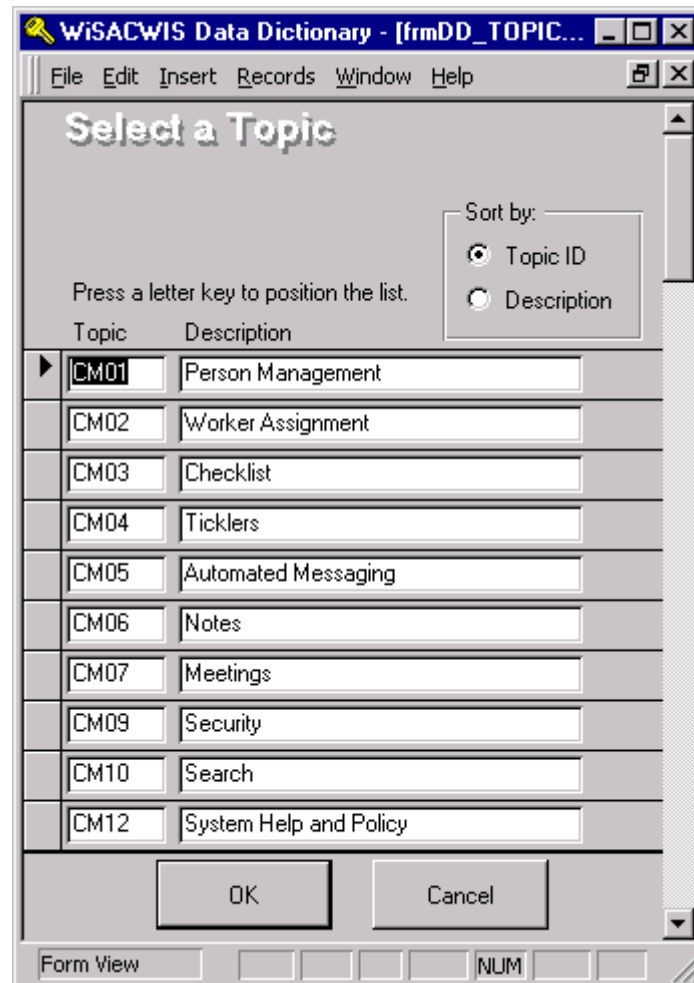 WiSACWIS Data Dictionary - [frmDD_TOPIC...
File Edit Insert Records Window Help
Select a Topic
Sort by:
Topic ID
Press a letter key to position the list.
Description
Topic Description
CM01 Person Management
CM02 Worker Assignment
CM03 Checklist
CM04 Ticklers
CM05 Automated Messaging
CM06 Notes
CM07 Meetings
CM09 Security
CM10 Search
CM12 System Help and Policy
OK Cancel
Form View NUM